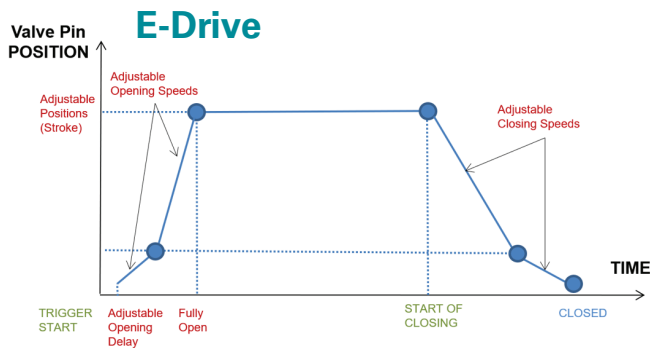 E-Drive
Valve Pin
POSITION
Adjustable
Opening Speeds
Adjustable
Positions
(Stroke)
Adjustable
Closing Speeds
TIME
TRIGGER
START
Adjustable
Opening
Delay
Fully
Open
START OF
CLOSING
CLOSED